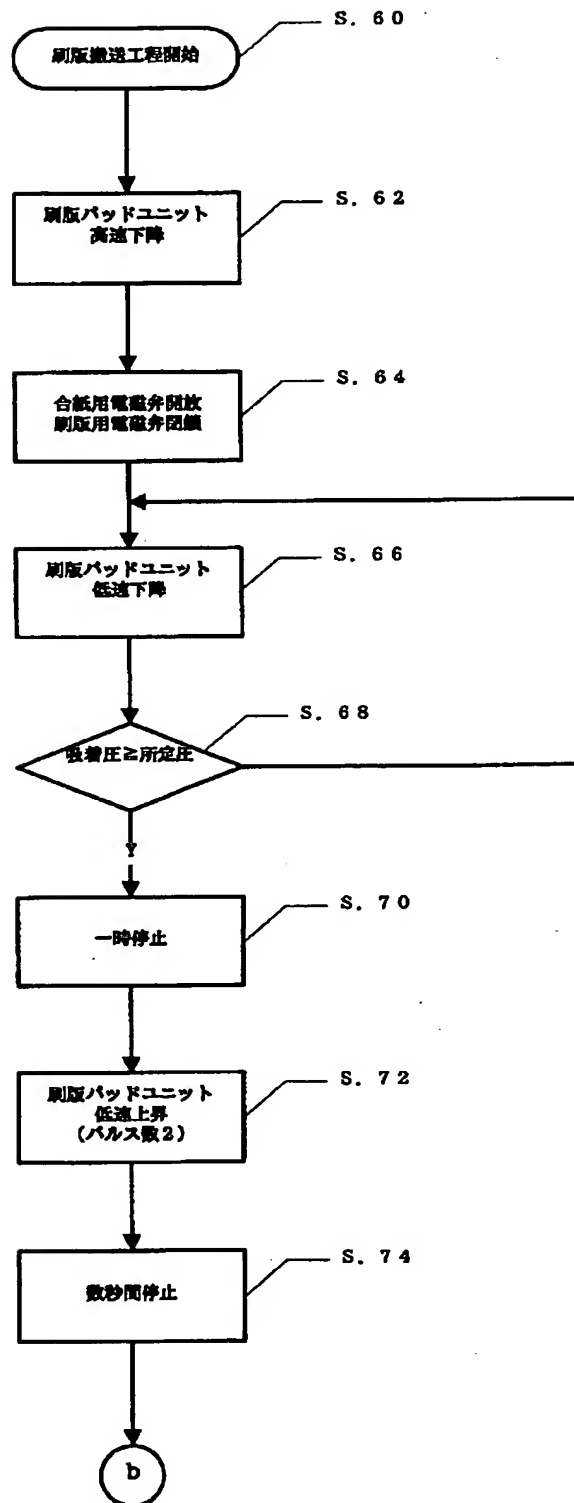 S. 60
刷版搬送工程開始
S. 62
刷版パッドユニット
高速下降
S. 64
合紙用電磁弁開放
刷版用電磁弁閉鎖
S. 66
刷版パッドユニット
低速下降
S. 68
吸着圧≧所定圧
Y
S. 70
一時停止
S. 72
刷版パッドユニット
低速上昇
(パルス数2)
S. 74
数秒間停止
b